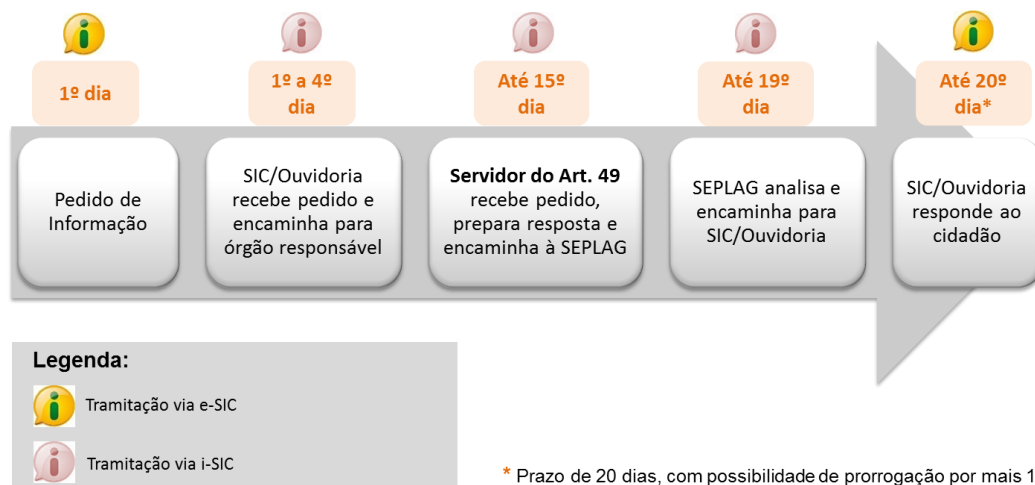 1º dia
1º a 4º
dia
Até 15º
dia
Até 19º
dia
Até 20º
dia*
Pedido de
Informação
SIC/Ouvidoria
recebe pedido e
encaminha para
órgão responsável
Servidor do Art. 49
recebe pedido,
prepara resposta e
encaminha à SEPLAG
SEPLAG analisa e
encaminha para
SIC/Ouvidoria
SIC/Ouvidoria
responde ao
cidadão
Legenda:
Tramitação via e-SIC
Tramitação via i-SIC
* Prazo de 20 dias, com possibilidade de prorrogação por mais 1